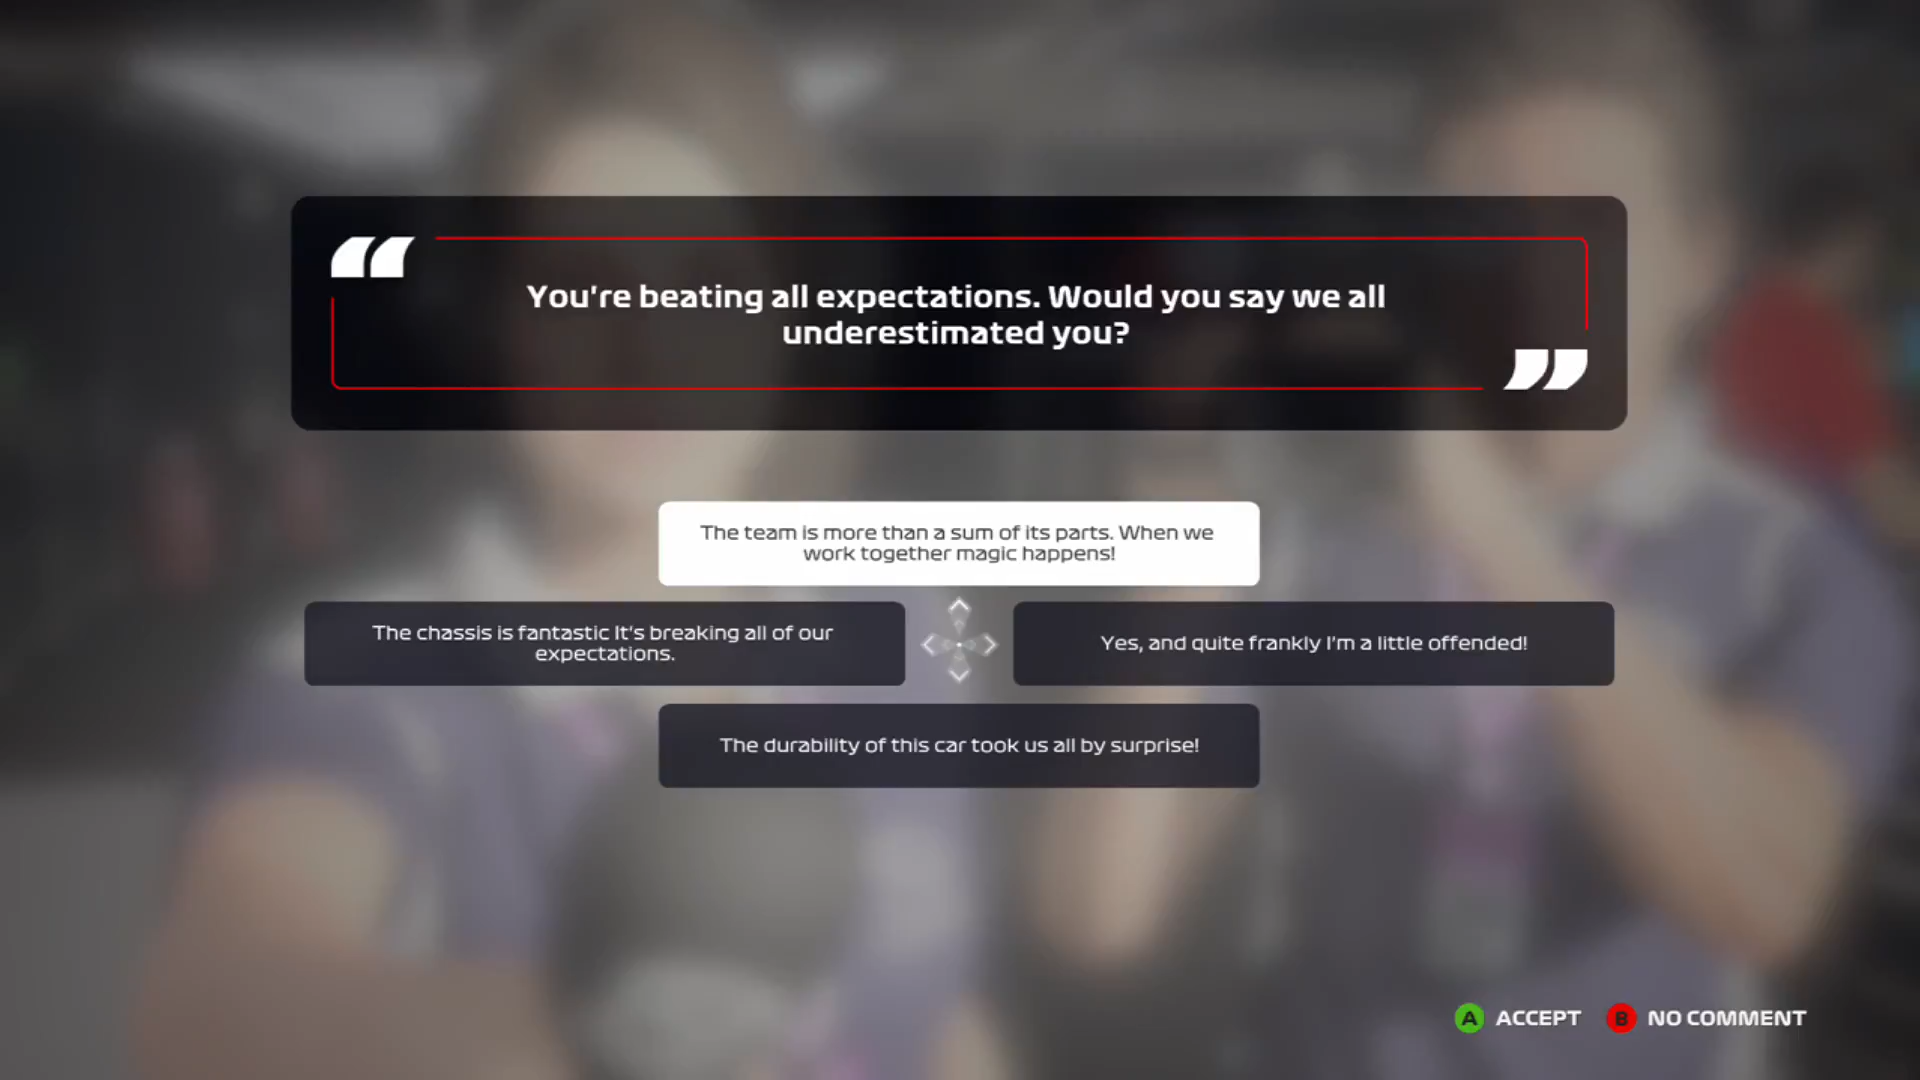 You're beating all expectations. Would you say we all
underestimated you?
The team is more than a sum of its parts. When we
work together magic happens!
The chassis is fantastic It's breaking all of our
expectations.
Yes, and quite frankly I'm a little offended!
The durability of this car took us all by surprise!
A ACCEPT B NO COMMENT